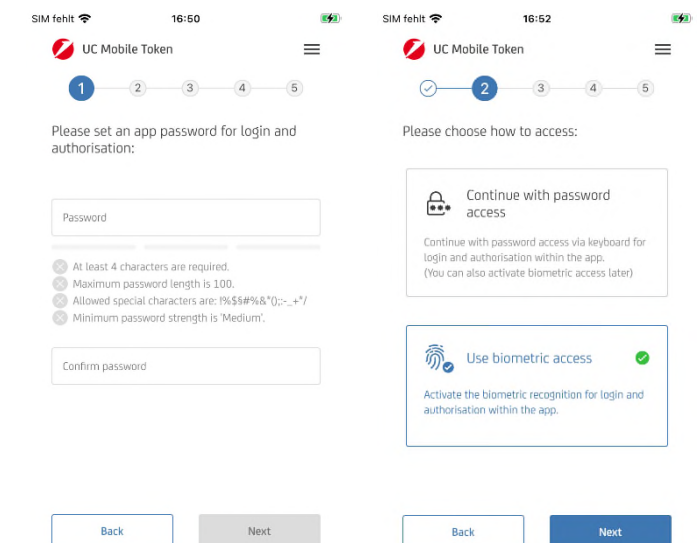 SIM fehlt 16:50
UC Mobile Token
1 2 3 4 5
Please set an app password for login and
authorisation:
Password
At least 4 characters are required.
Maximum password length is 100.
Allowed special characters are: !%$§#%&*();:-_+"/
Minimum password strength is 'Medium'.
Confirm password
Back Next
SIM fehlt 16:52
UC Mobile Token
2 3 4 5
Please choose how to access:
Continue with password
access
Continue with password access via keyboard for
login and authorisation within the app.
(You can also activate biometric access later)
Use biometric access
Activate the biometric recognition for login and
authorisation within the app.
Back Next